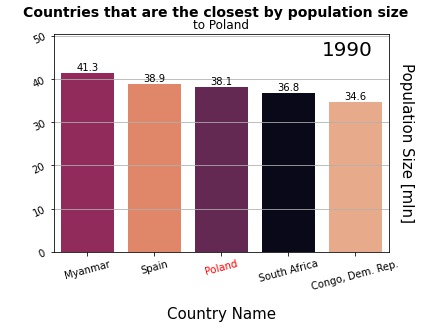 Countries that are the closest by population size
to Poland
1990
50
40
30
20
10
0
41.3
38.9
38.1
36.8
34.6
Myanmar
Spain
Poland
South Africa
Congo, Dem. Rep.
Country Name
Population Size [mln]